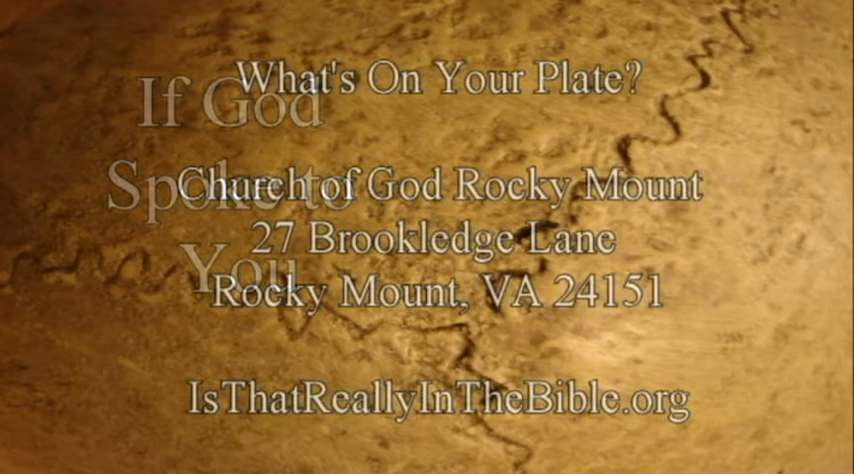 What's On Your Plate?
If God
Church of God Rocky Mount
Spoke to
27 Brookledge Lane
You
Rocky Mount, VA 24151
IsThatReallyInTheBible.org